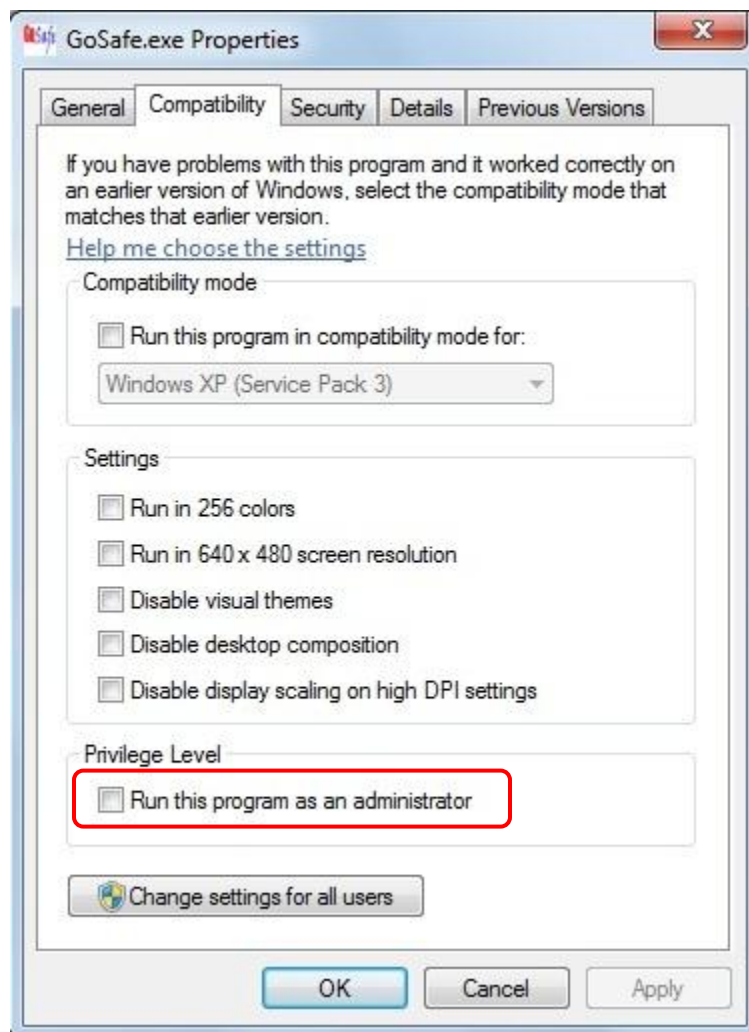 GoSafe.exe Properties
General Compatibility Security Details Previous Versions
If you have problems with this program and it worked correctly on
an earlier version of Windows, select the compatibility mode that
matches that earlier version.
Help me choose the settings
Compatibility mode
Run this program in compatibility mode for:
Windows XP (Service Pack 3)
Settings
Run in 256 colors
Run in 640 x 480 screen resolution
Disable visual themes
Disable desktop composition
Disable display scaling on high DPI settings
Privilege Level
Run this program as an administrator
Change settings for all users
OK Cancel Apply